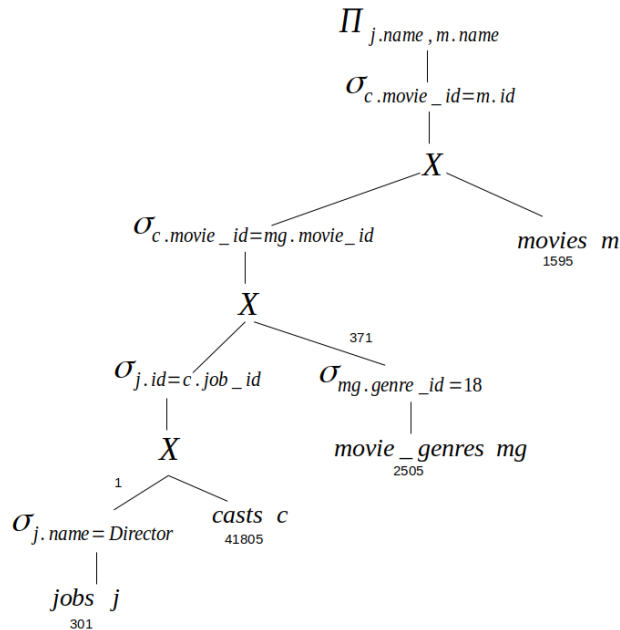 Π j.name,m.name
σ c.movie_id=m.id
X
σ c.movie_id=mg.movie_id
movies m
1595
X
371
σ j.id=c.job_id
σ mg.genre_id=18
X
movie_genres mg
2505
1
σ j.name=Director
casts c
41805
jobs j
301